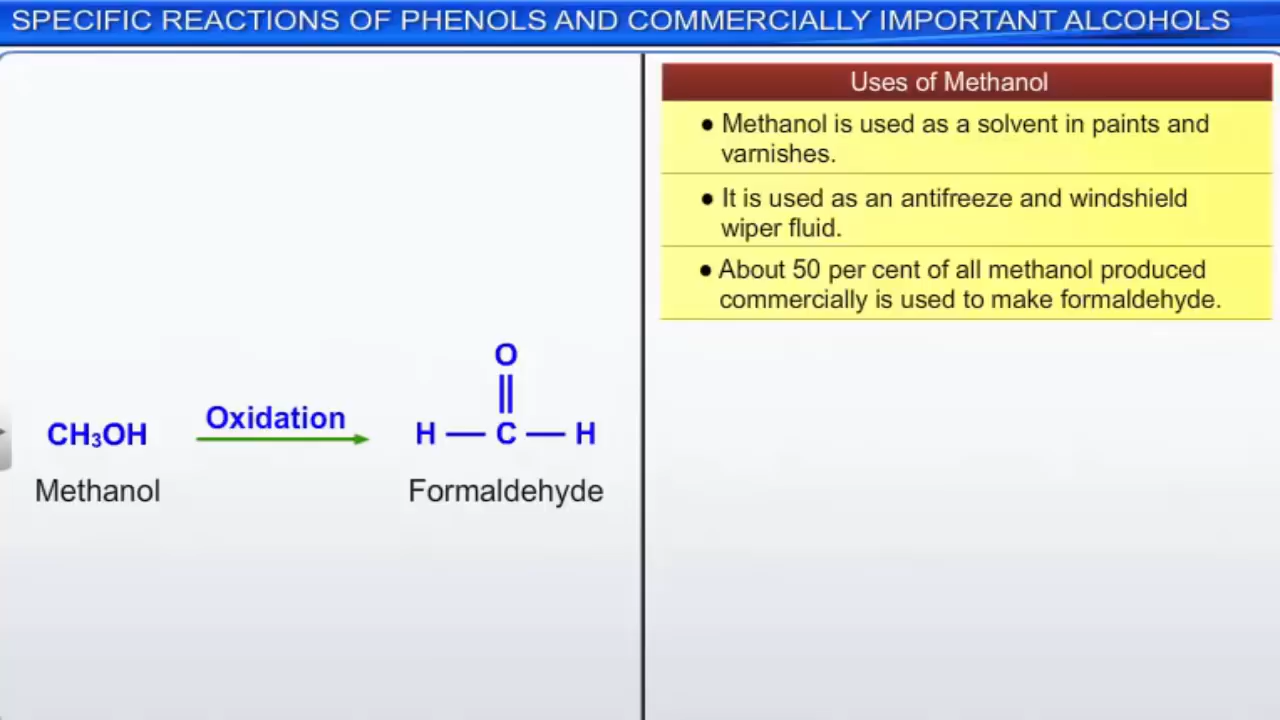 SPECIFIC REACTIONS OF PHENOLS AND COMMERCIALLY IMPORTANT ALCOHOLS
Uses of Methanol
● Methanol is used as a solvent in paints and
varnishes.
● It is used as an antifreeze and windshield
wiper fluid.
● About 50 per cent of all methanol produced
commercially is used to make formaldehyde.
O
||
CH₃OH
Oxidation
H — C — H
Methanol
Formaldehyde